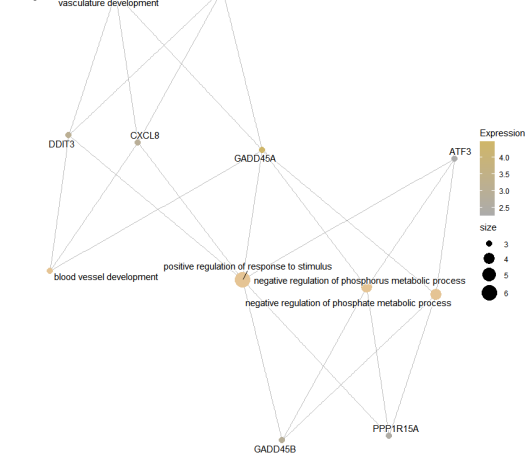 vasculature development
DDIT3
CXCL8
GADD45A
ATF3
Expression
4.0
3.5
3.0
2.5
size
3
4
5
6
positive regulation of response to stimulus
blood vessel development
negative regulation of phosphorus metabolic process
negative regulation of phosphate metabolic process
PPP1R15A
GADD45B